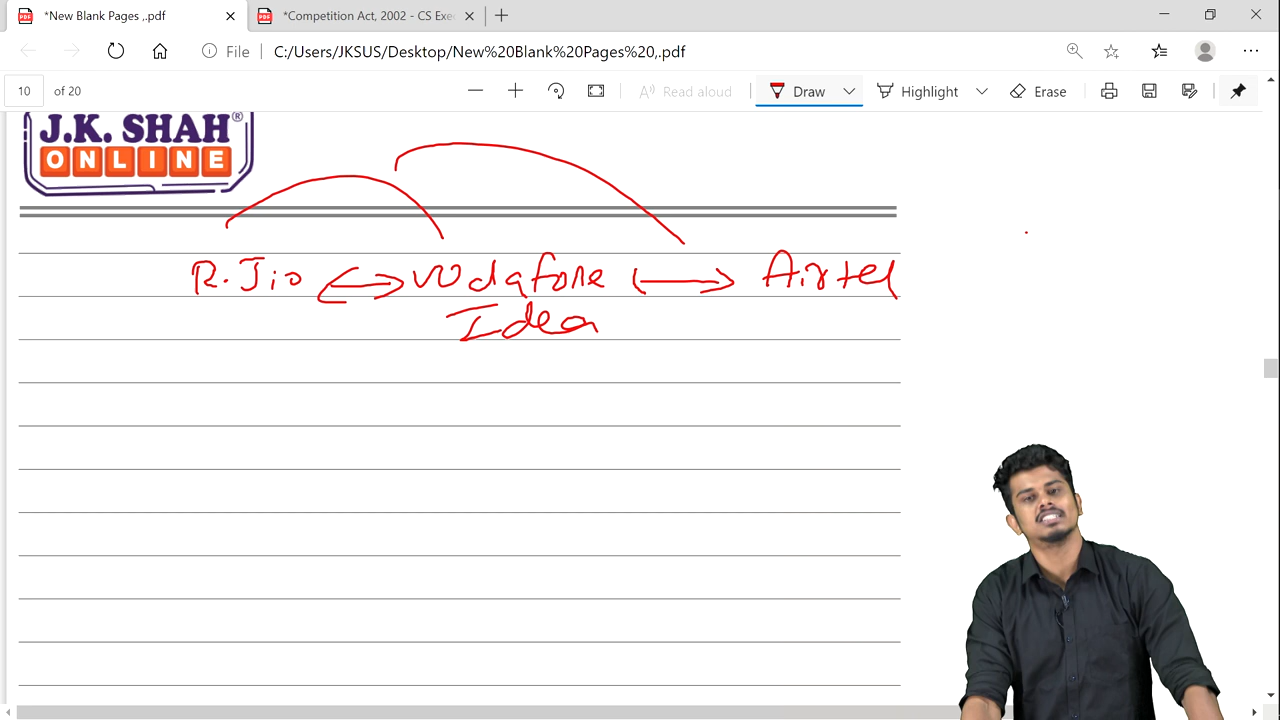 *New Blank Pages ,.pdf
*Competition Act, 2002 - CS Exec
File C:/Users/JKSUS/Desktop/New%20Blank%20Pages%20,.pdf
10 of 20
Read aloud
Draw
Highlight
Erase
J.K. SHAH®
ONLINE
R. Jio ⟺ Vodafone ⟷ Airtel
Idea